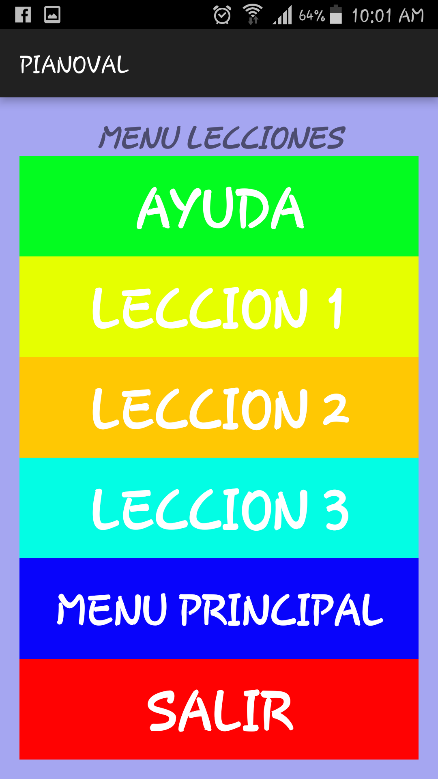 64% 10:01 AM
PIANOVAL
MENU LECCIONES
AYUDA
LECCION 1
LECCION 2
LECCION 3
MENU PRINCIPAL
SALIR